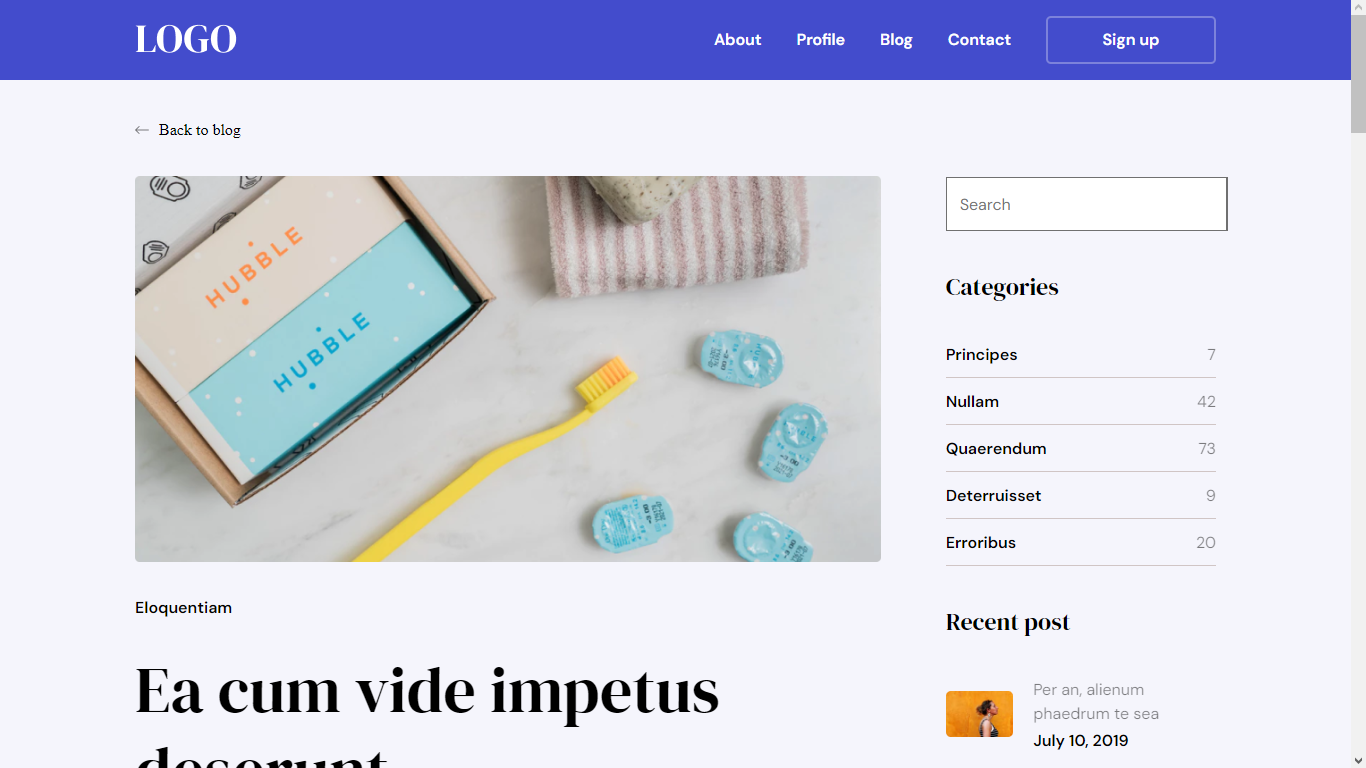 LOGO
About
Profile
Blog
Contact
Sign up
Back to blog
HUBBLE
HUBBLE
Search
Categories
Principes 7
Nullam 42
Quaerendum 73
Deterruisset 9
Erroribus 20
Eloquentiam
Ea cum vide impetus
deserunt
Recent post
Per an, alienum
phaedrum te sea
July 10, 2019